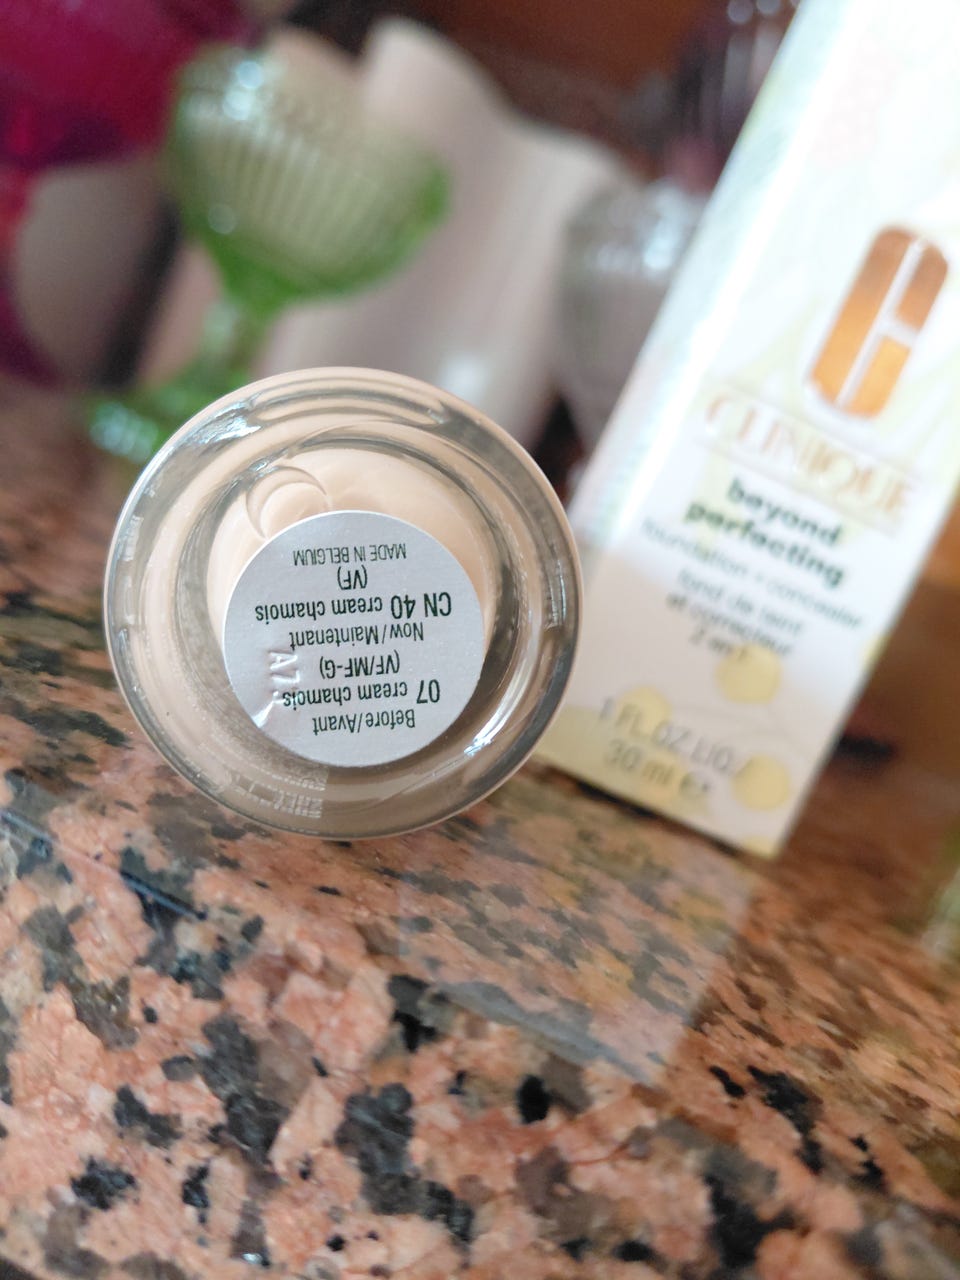 Before/Avant
07 cream chamois
(VF/MF-G)
Now/Maintenant
CN 40 cream chamois
(VF)
MADE IN BELGIUM
CLINIQUE
beyond
perfecting
foundation + concealer
fond de teint
et correcteur
2 en 1
1 FL.OZ.LIQ./
30 ml e